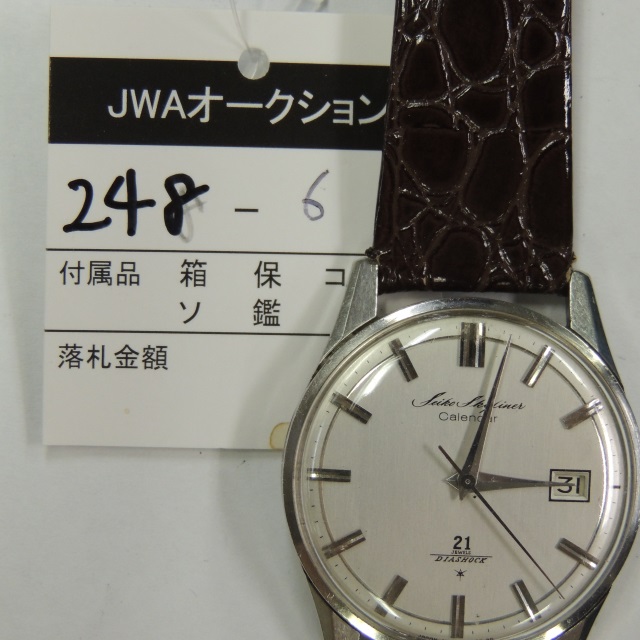 JWAオークション
248 - 6
付属品 箱 保 コ
ソ 鑑
落札金額
Seiko Skyliner
Calendar
31
21
JEWELS
DIASHOCK